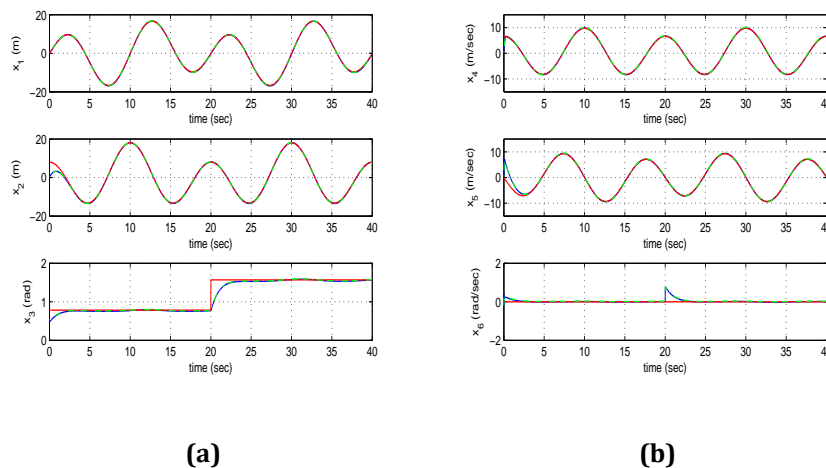 20
0
−20
0 5 10 15 20 25 30 35 40
time (sec)
x1 (m)
20
0
−20
0 5 10 15 20 25 30 35 40
time (sec)
x2 (m)
2
1
0
0 5 10 15 20 25 30 35 40
time (sec)
x3 (rad)
(a)
10
0
−10
0 5 10 15 20 25 30 35 40
time (sec)
x4 (m/sec)
10
0
−10
0 5 10 15 20 25 30 35 40
time (sec)
x5 (m/sec)
2
0
−2
0 5 10 15 20 25 30 35 40
time (sec)
x6 (rad/sec)
(b)